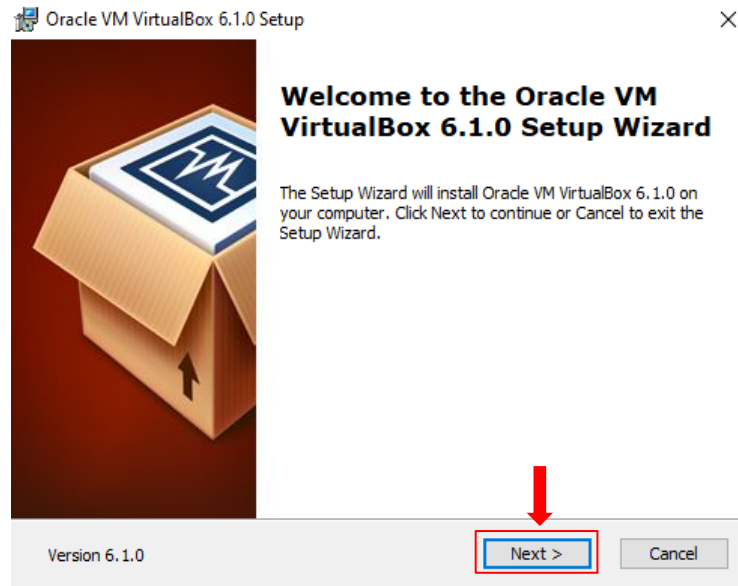 Oracle VM VirtualBox 6.1.0 Setup
Welcome to the Oracle VM
VirtualBox 6.1.0 Setup Wizard
The Setup Wizard will install Oracle VM VirtualBox 6.1.0 on
your computer. Click Next to continue or Cancel to exit the
Setup Wizard.
Version 6.1.0
Next >
Cancel